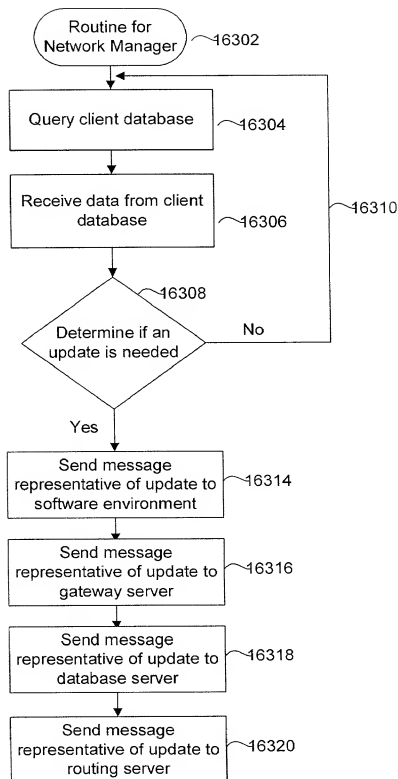 Routine for
Network Manager
16302
Query client database
16304
Receive data from client
database
16306
16310
16308
Determine if an
update is needed
No
Yes
Send message
representative of update to
software environment
16314
Send message
representative of update to
gateway server
16316
Send message
representative of update to
database server
16318
Send message
representative of update to
routing server
16320